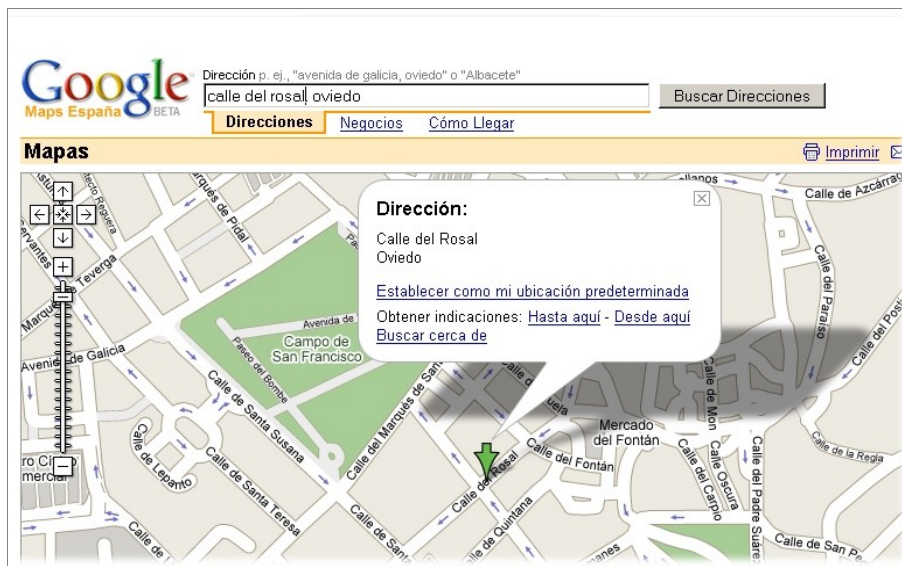 Google
Maps España BETA
Dirección p. ej., "avenida de galicia, oviedo" o "Albacete"
calle del rosal, oviedo
Buscar Direcciones
Direcciones Negocios Cómo Llegar
Mapas
Imprimir
Dirección:
Calle del Rosal
Oviedo
Establecer como mi ubicación predeterminada
Obtener indicaciones: Hasta aquí - Desde aquí
Buscar cerca de
Calle de Azcárraga
Calle del Paraíso
Marqués de Pidal
Teverga
Avenida de
Campo de
San Francisco
Paseo del Bombe
Avenida de Galicia
Calle de Santa Susana
Calle del Marqués de San
Calle de Lepanto
Calle de Santa Teresa
Calle del Rosal
Calle del Fontán
Mercado
del Fontán
Calle de Mon
Calle Oscura
Calle del Carpio
Calle del Padre Suárez
Calle de la Regla
Calle de Quintana
Calle de San